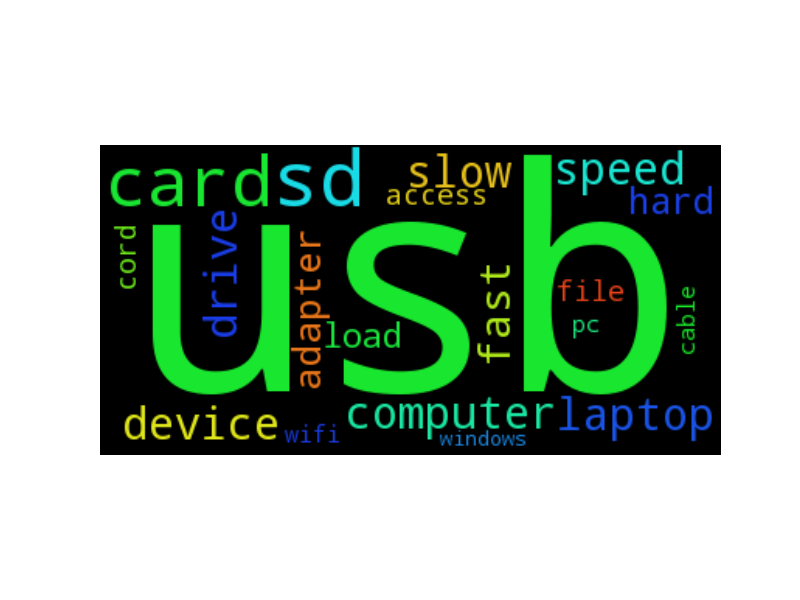 card
sd
slow
access
speed
hard
cord
drive
usb
adapter
load
fast
file
pc
cable
device
wifi
computer
windows
laptop